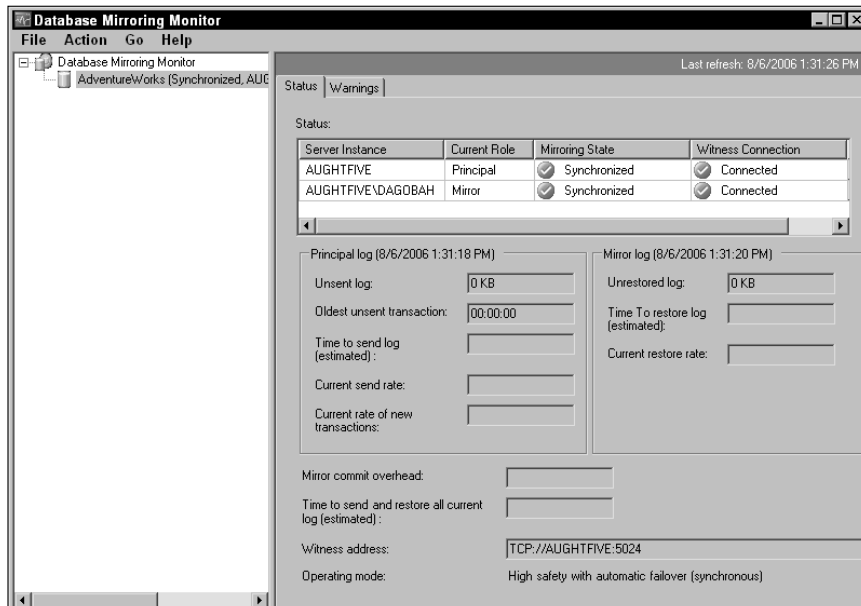 Database Mirroring Monitor
File Action Go Help
Database Mirroring Monitor
AdventureWorks (Synchronized, AUG
Last refresh: 8/6/2006 1:31:26 PM
Status Warnings
Status:
Server Instance Current Role Mirroring State Witness Connection
AUGHTFIVE Principal Synchronized Connected
AUGHTFIVE\DAGOBAH Mirror Synchronized Connected
Principal log (8/6/2006 1:31:18 PM)
Unsent log: 0 KB
Oldest unsent transaction: 00:00:00
Time to send log
(estimated) :
Current send rate:
Current rate of new
transactions:
Mirror log (8/6/2006 1:31:20 PM)
Unrestored log: 0 KB
Time To restore log
(estimated):
Current restore rate:
Mirror commit overhead:
Time to send and restore all current
log (estimated) :
Witness address: TCP://AUGHTFIVE:5024
Operating mode: High safety with automatic failover (synchronous)